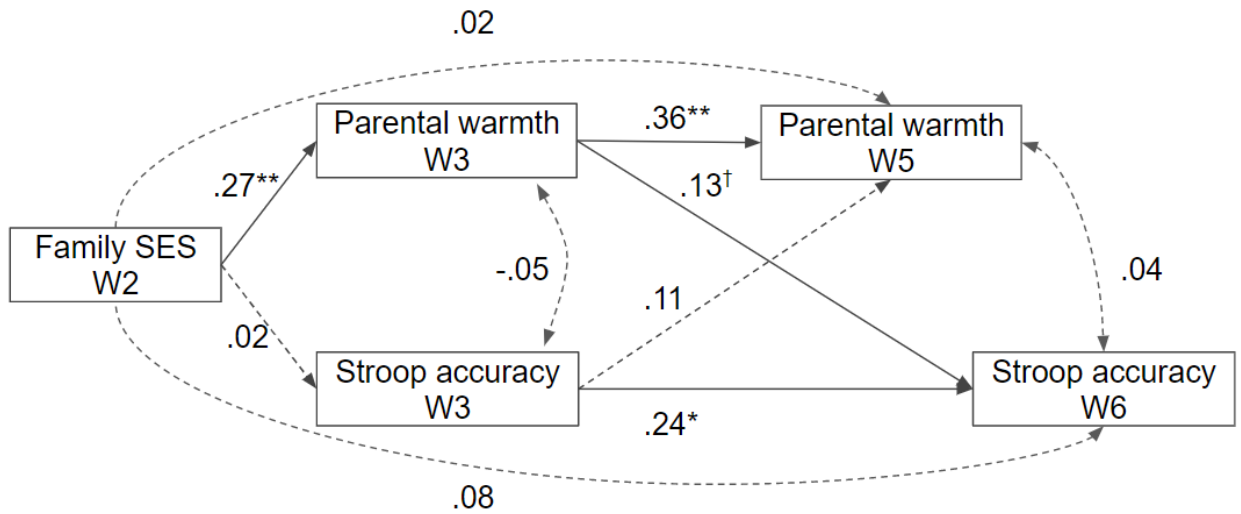 .02
Parental warmth
W3
.36**
Parental warmth
W5
.27**
.13†
Family SES
W2
-.05
.11
.04
.02
Stroop accuracy
W3
.24*
Stroop accuracy
W6
.08